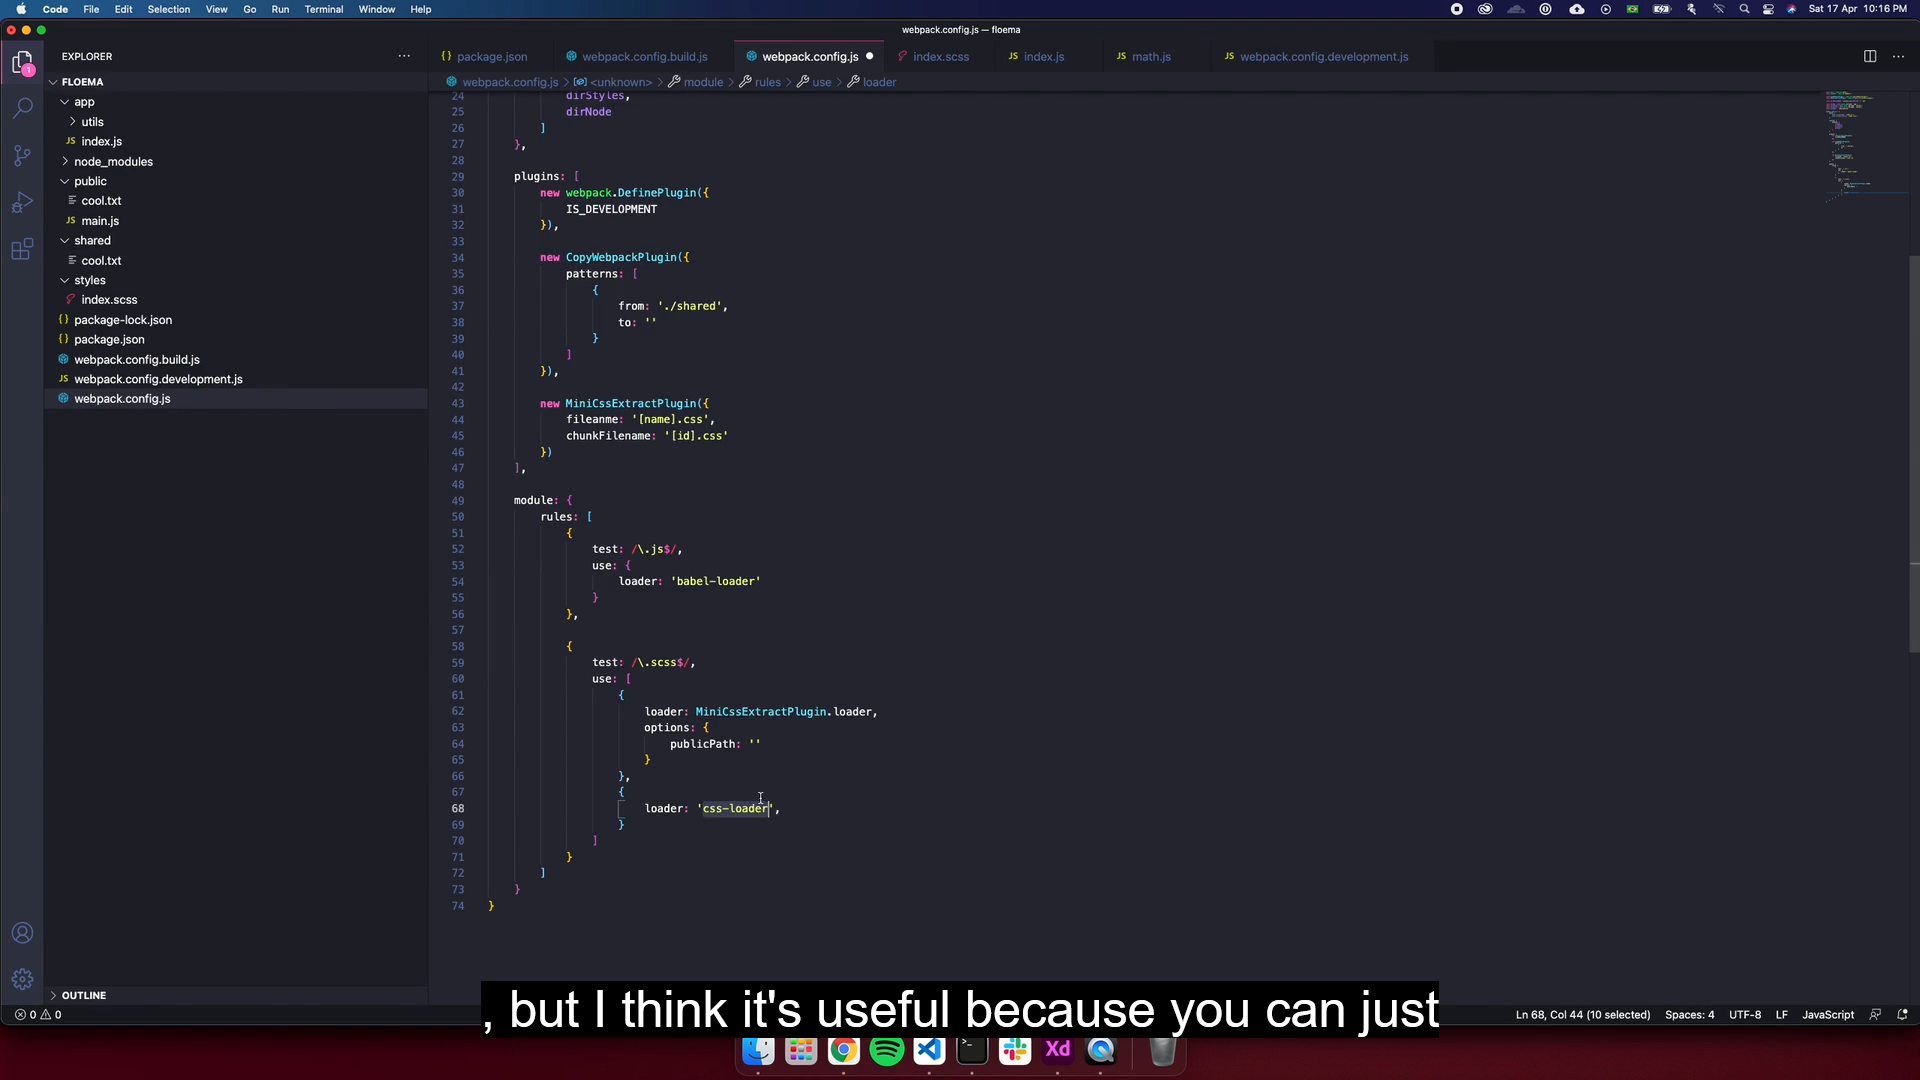 Code File Edit Selection View Go Run Terminal Window Help Sat 17 Apr 10:16 PM
webpack.config.js — floema
EXPLORER
package.json webpack.config.build.js webpack.config.js index.scss index.js math.js webpack.config.development.js
FLOEMA
webpack.config.js > <unknown> > module > rules > use > loader
app
utils
index.js
node_modules
public
cool.txt
main.js
shared
cool.txt
styles
index.scss
package-lock.json
package.json
webpack.config.build.js
webpack.config.development.js
webpack.config.js
24 dirStyles,
25 dirNode
26 ]
27 },
28
29 plugins: [
30 new webpack.DefinePlugin({
31 IS_DEVELOPMENT
32 }),
33
34 new CopyWebpackPlugin({
35 patterns: [
36 {
37 from: './shared',
38 to: ''
39 }
40 ]
41 }),
42
43 new MiniCssExtractPlugin({
44 fileanme: '[name].css',
45 chunkFilename: '[id].css'
46 })
47 ],
48
49 module: {
50 rules: [
51 {
52 test: /\.js$/,
53 use: {
54 loader: 'babel-loader'
55 }
56 },
57
58 {
59 test: /\.scss$/,
60 use: [
61 {
62 loader: MiniCssExtractPlugin.loader,
63 options: {
64 publicPath: ''
65 }
66 },
67 {
68 loader: 'css-loader',
69 }
70 ]
71 }
72 ]
73 }
74 }
OUTLINE
0 0 Ln 68, Col 44 (10 selected) Spaces: 4 UTF-8 LF JavaScript
, but I think it's useful because you can just
Xd